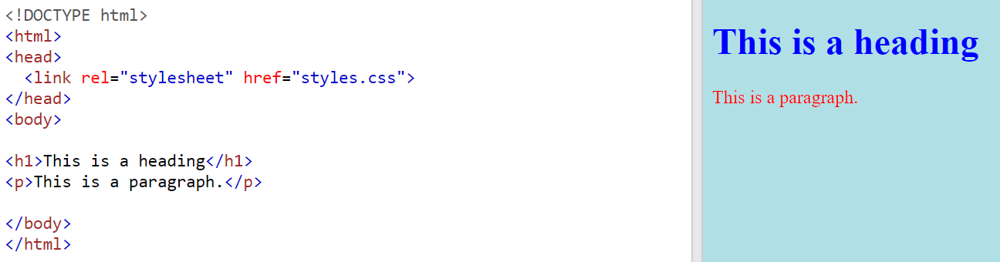 <!DOCTYPE html>
<html>
<head>
  <link rel="stylesheet" href="styles.css">
</head>
<body>

<h1>This is a heading</h1>
<p>This is a paragraph.</p>

</body>
</html>
This is a heading
This is a paragraph.